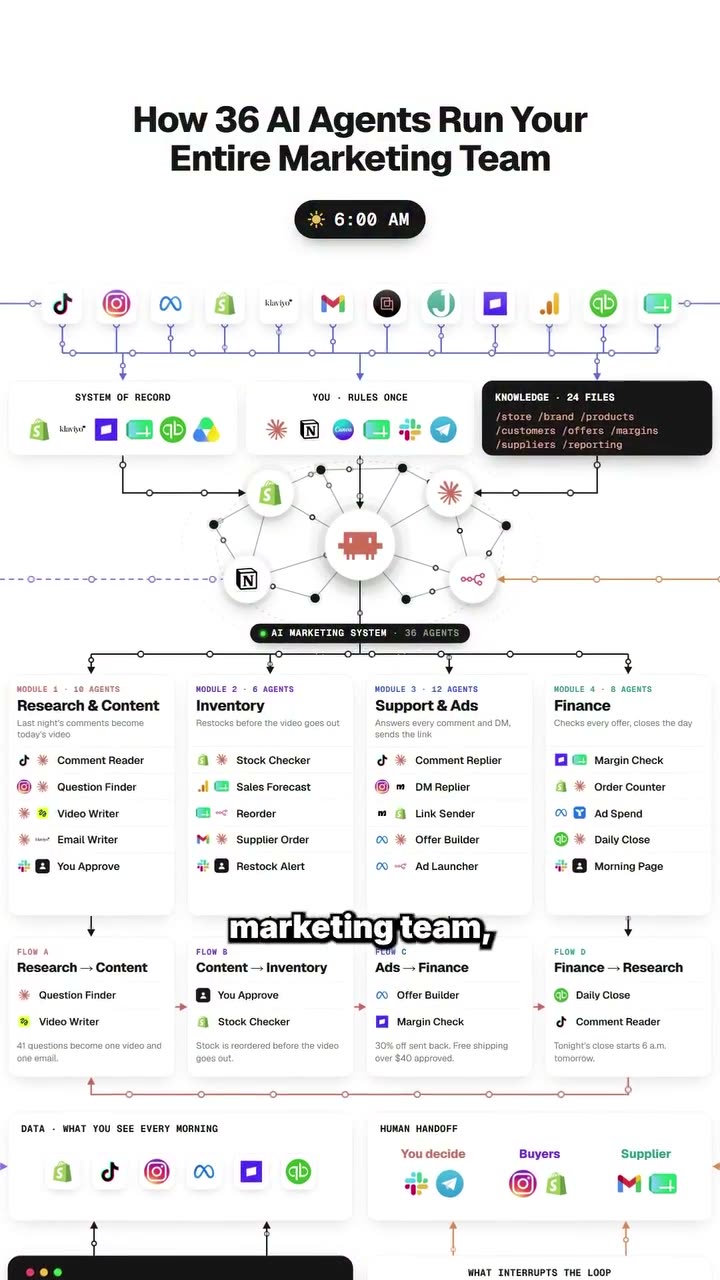 How 36 AI Agents Run Your
Entire Marketing Team
6:00 AM
klaviyo
SYSTEM OF RECORD
klaviyo
YOU · RULES ONCE
Canva
KNOWLEDGE · 24 FILES
/store /brand /products
/customers /offers /margins
/suppliers /reporting
AI MARKETING SYSTEM · 36 AGENTS
MODULE 1 · 10 AGENTS
Research & Content
Last night's comments become
today's video
Comment Reader
Question Finder
Video Writer
klaviyo
Email Writer
You Approve
MODULE 2 · 6 AGENTS
Inventory
Restocks before the video goes out
Stock Checker
Sales Forecast
Reorder
Supplier Order
Restock Alert
MODULE 3 · 12 AGENTS
Support & Ads
Answers every comment and DM,
sends the link
Comment Replier
DM Replier
Link Sender
Offer Builder
Ad Launcher
MODULE 4 · 8 AGENTS
Finance
Checks every offer, closes the day
Margin Check
Order Counter
Ad Spend
Daily Close
Morning Page
marketing team,
FLOW A
Research → Content
Question Finder
Video Writer
41 questions become one video and
one email.
FLOW B
Content → Inventory
You Approve
Stock Checker
Stock is reordered before the video
goes out.
FLOW C
Ads → Finance
Offer Builder
Margin Check
30% off sent back. Free shipping
over $40 approved.
FLOW D
Finance → Research
Daily Close
Comment Reader
Tonight's close starts 6 a.m.
tomorrow.
DATA · WHAT YOU SEE EVERY MORNING
HUMAN HANDOFF
You decide
Buyers
Supplier
WHAT INTERRUPTS THE LOOP